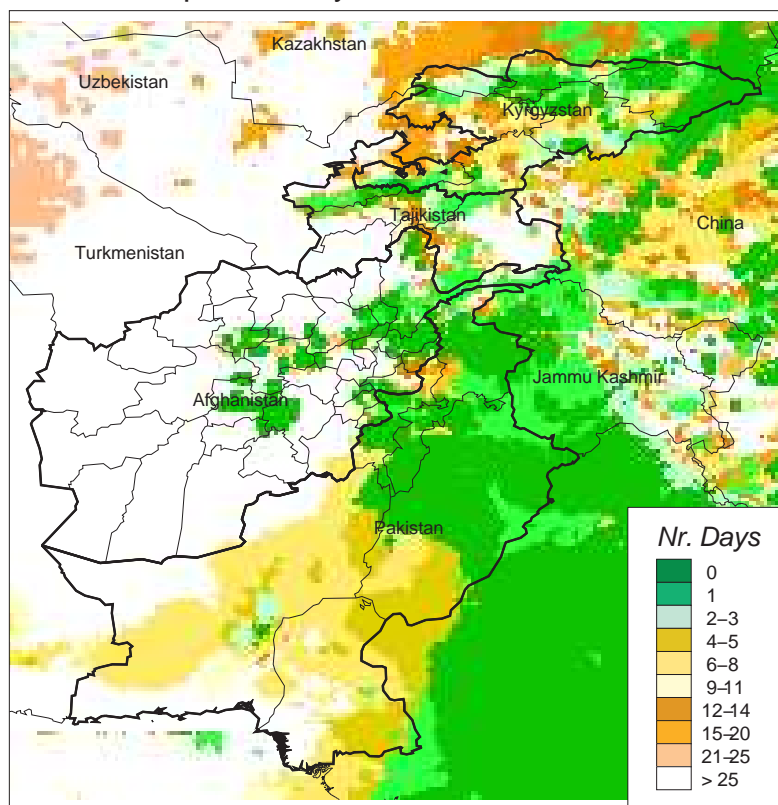 Kazakhstan
Uzbekistan
Kyrgyzstan
Tajikistan
China
Turkmenistan
Jammu Kashmir
Afghanistan
Pakistan
Nr. Days
0
1
2–3
4–5
6–8
9–11
12–14
15–20
21–25
> 25